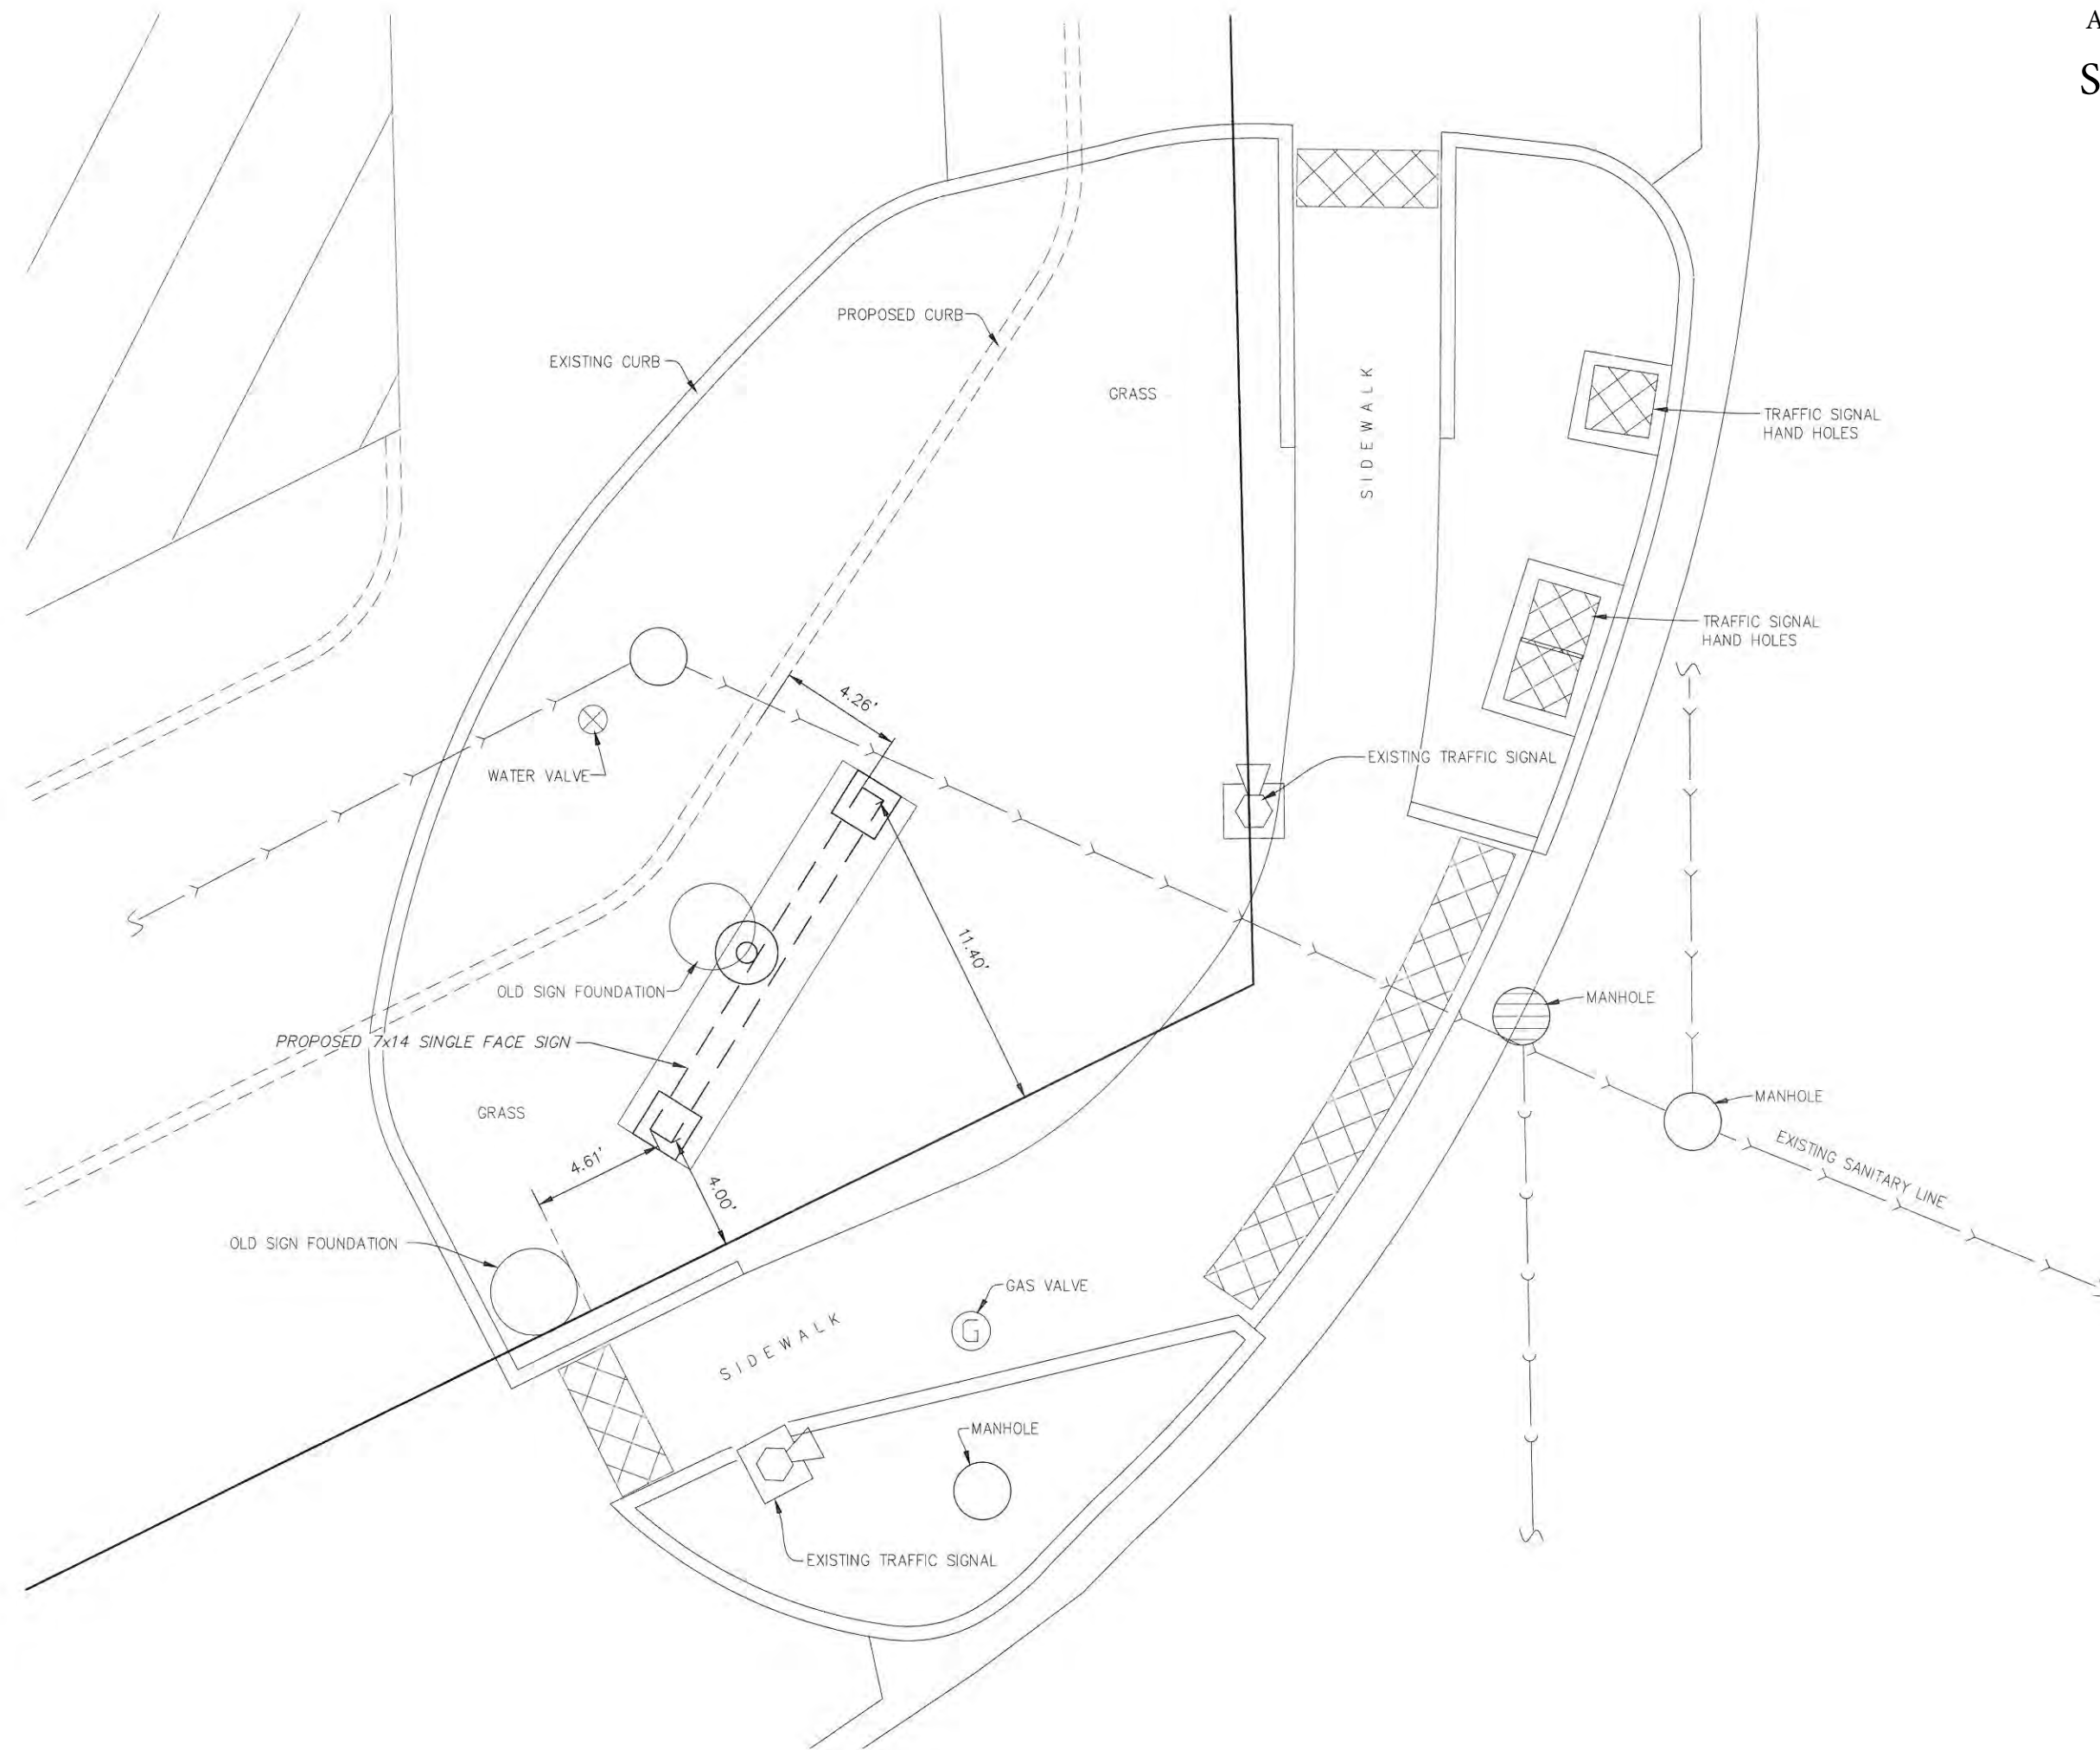 A
S
PROPOSED CURB
EXISTING CURB
GRASS
SIDEWALK
TRAFFIC SIGNAL
HAND HOLES
TRAFFIC SIGNAL
HAND HOLES
4.26'
WATER VALVE
EXISTING TRAFFIC SIGNAL
11.40'
OLD SIGN FOUNDATION
MANHOLE
PROPOSED 7x14 SINGLE FACE SIGN
MANHOLE
GRASS
EXISTING SANITARY LINE
4.61'
4.00'
OLD SIGN FOUNDATION
GAS VALVE
G
SIDEWALK
MANHOLE
EXISTING TRAFFIC SIGNAL